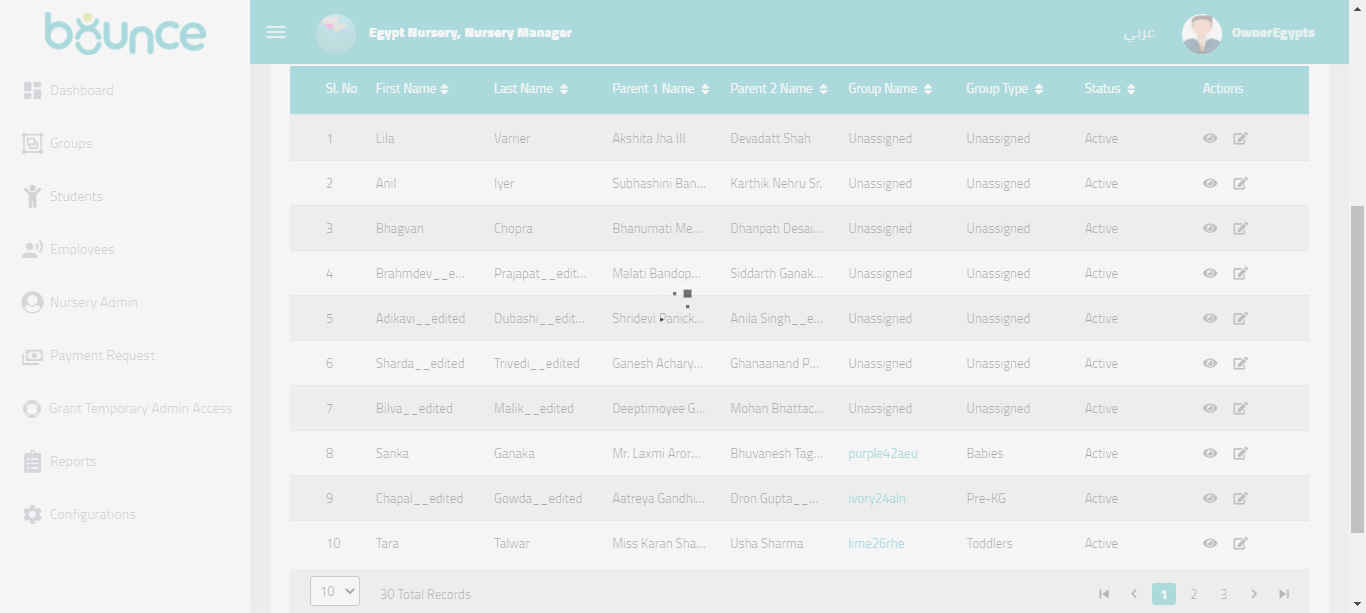 bounce
Egypt Nursery, Nursery Manager
عربي
OwnerEgypts
Dashboard
Groups
Students
Employees
Nursery Admin
Payment Request
Grant Temporary Admin Access
Reports
Configurations
Sl. No First Name Last Name Parent 1 Name Parent 2 Name Group Name Group Type Status Actions
1 Lila Varrier Akshita Jha III Devadatt Shah Unassigned Unassigned Active
2 Anil Iyer Subhashini Ban... Karthik Nehru Sr. Unassigned Unassigned Active
3 Bhagvan Chopra Bhanumati Me... Dhanpati Desai... Unassigned Unassigned Active
4 Brahmdev__e... Prajapat__edit... Malati Bandop... Siddarth Ganak... Unassigned Unassigned Active
5 Adikavi__edited Dubashi__edit... Shridevi Panick... Anila Singh__e... Unassigned Unassigned Active
6 Sharda__edited Trivedi__edited Ganesh Achary... Ghanaanand P... Unassigned Unassigned Active
7 Bilva__edited Malik__edited Deeptimoyee G... Mohan Bhattac... Unassigned Unassigned Active
8 Sanka Ganaka Mr. Laxmi Aror... Bhuvanesh Tag... purple42aeu Babies Active
9 Chapal__edited Gowda__edited Aatreya Gandhi... Dron Gupta__... ivory24aln Pre-KG Active
10 Tara Talwar Miss Karan Sha... Usha Sharma lime26rhe Toddlers Active
10 30 Total Records 1 2 3